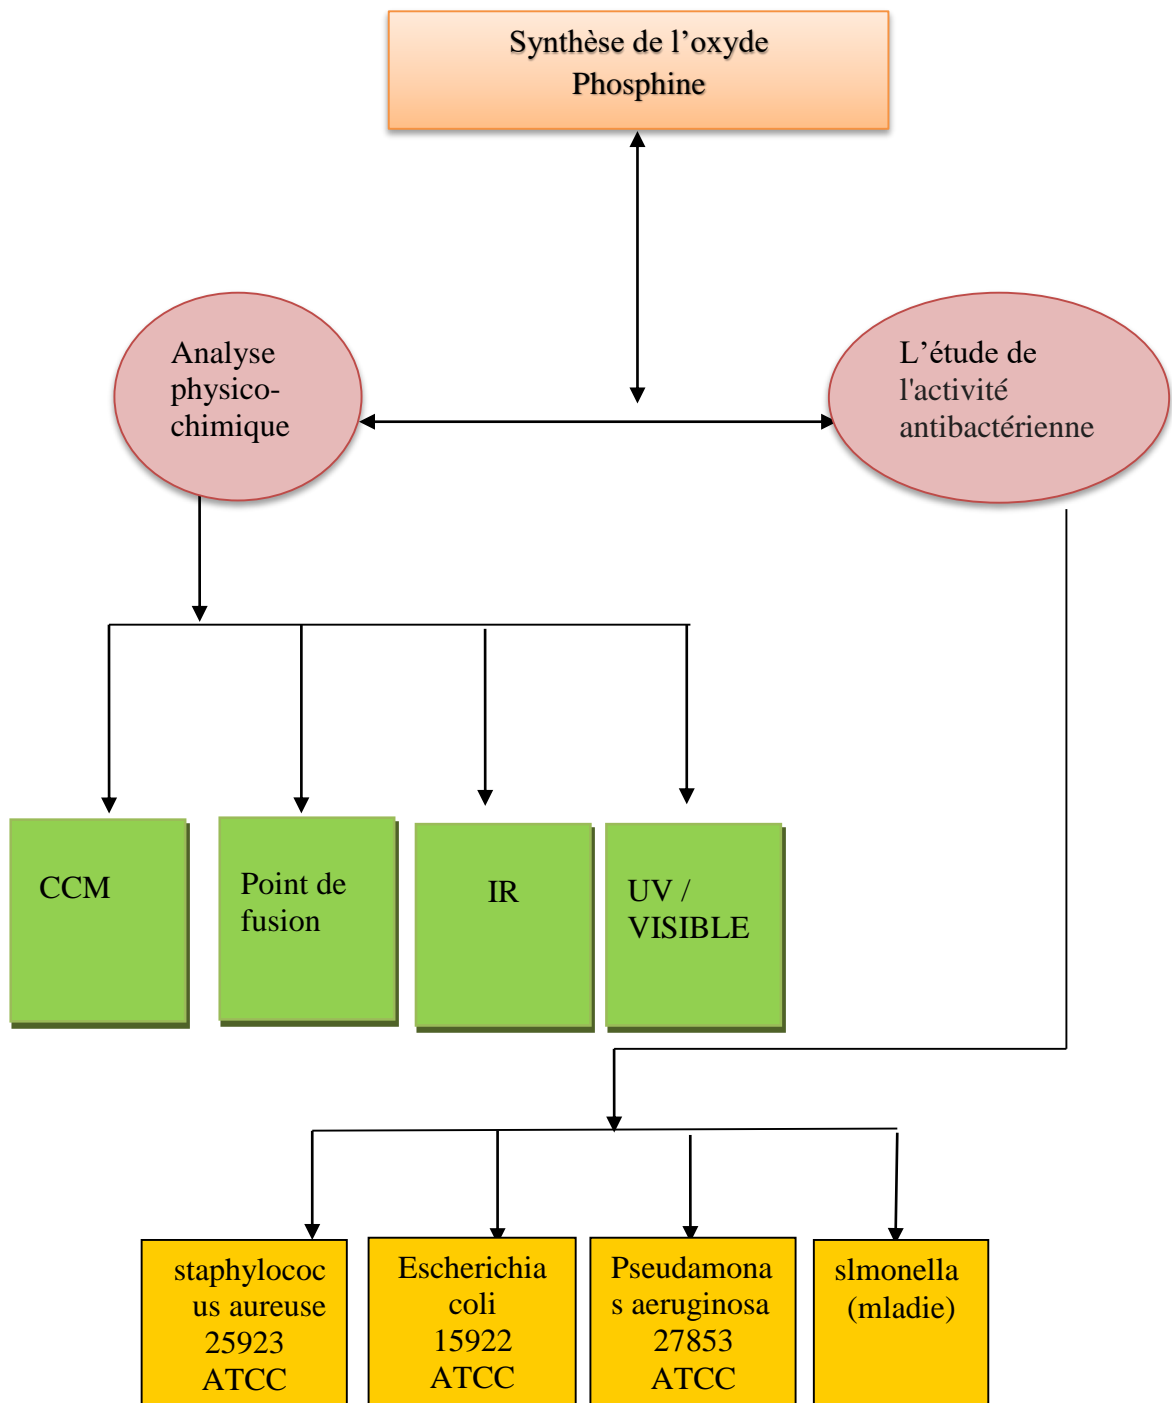 Synthèse de l’oxyde
Phosphine
Analyse
physico-
chimique
L’étude de
l'activité
antibactérienne
CCM
Point de
fusion
IR
UV /
VISIBLE
staphylococ
us aureuse
25923
ATCC
Escherichia
coli
15922
ATCC
Pseudamona
s aeruginosa
27853
ATCC
slmonella
(mladie)